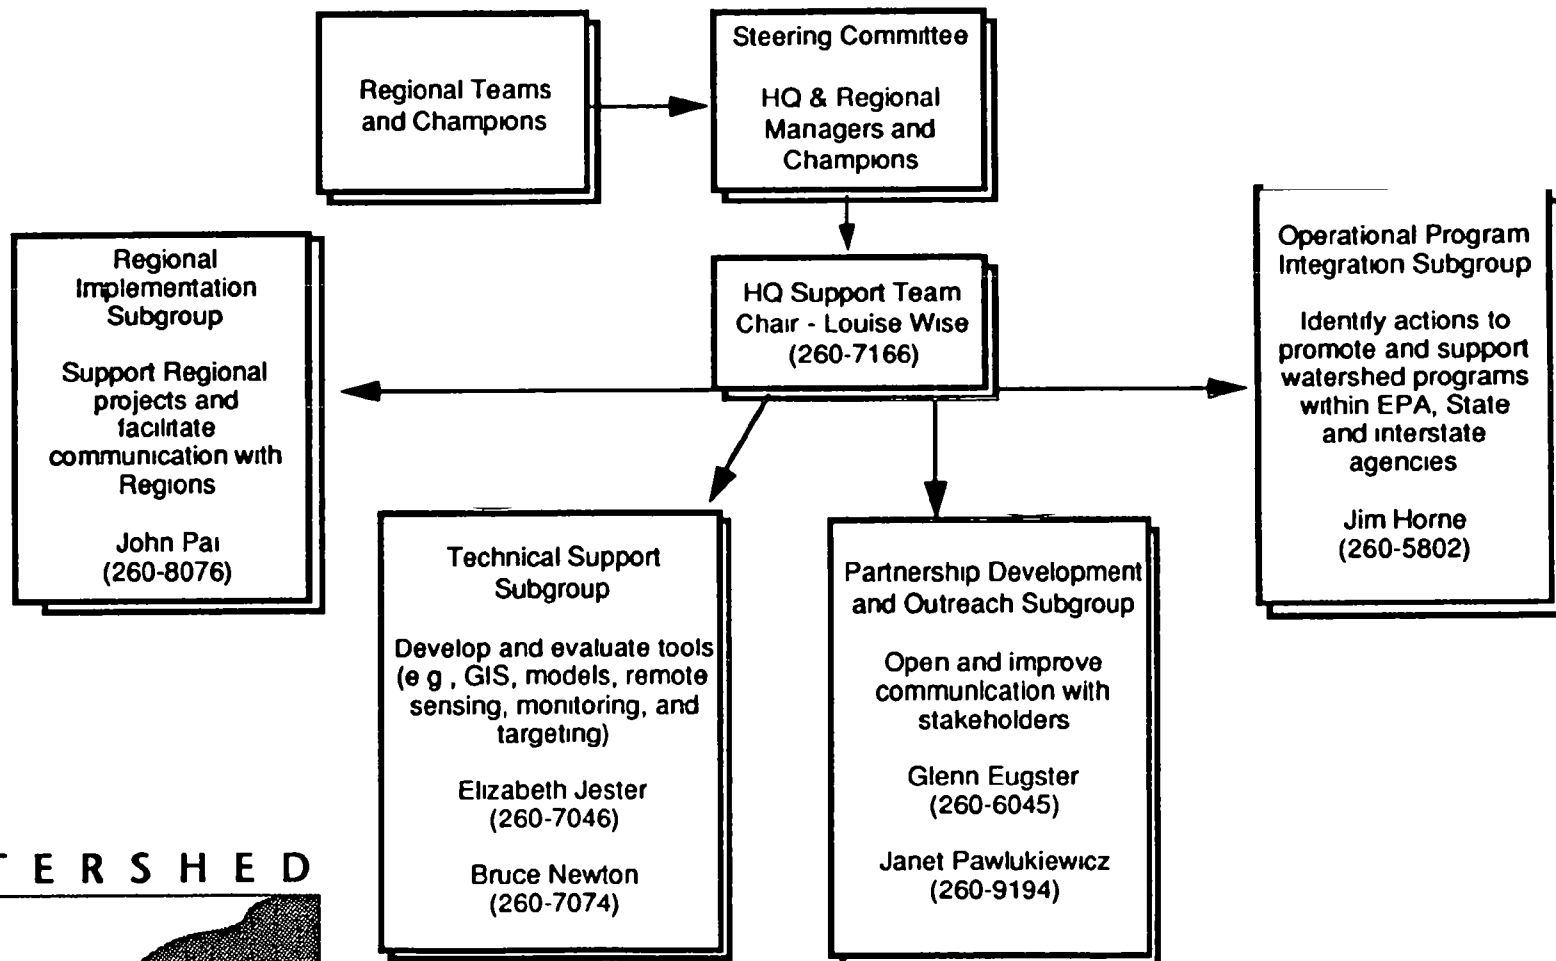 Regional Teams
and Champions
Steering Committee
HQ & Regional
Managers and
Champions
HQ Support Team
Chair - Louise Wise
(260-7166)
Regional
Implementation
Subgroup
Support Regional
projects and
facilitate
communication with
Regions
John Pai
(260-8076)
Technical Support
Subgroup
Develop and evaluate tools
(e g , GIS, models, remote
sensing, monitoring, and
targeting)
Elizabeth Jester
(260-7046)
Bruce Newton
(260-7074)
Partnership Development
and Outreach Subgroup
Open and improve
communication with
stakeholders
Glenn Eugster
(260-6045)
Janet Pawlukiewicz
(260-9194)
Operational Program
Integration Subgroup
Identify actions to
promote and support
watershed programs
within EPA, State
and interstate
agencies
Jim Horne
(260-5802)
T E R S H E D